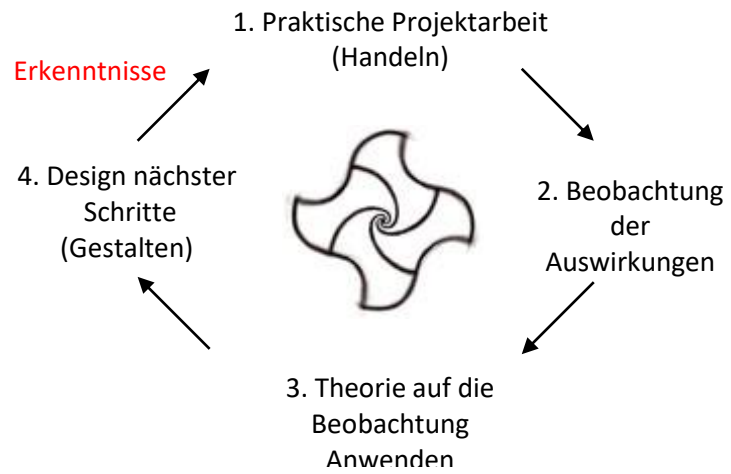 1. Praktische Projektarbeit
(Handeln)
Erkenntnisse
4. Design nächster
Schritte
(Gestalten)
2. Beobachtung
der
Auswirkungen
3. Theorie auf die
Beobachtung
Anwenden